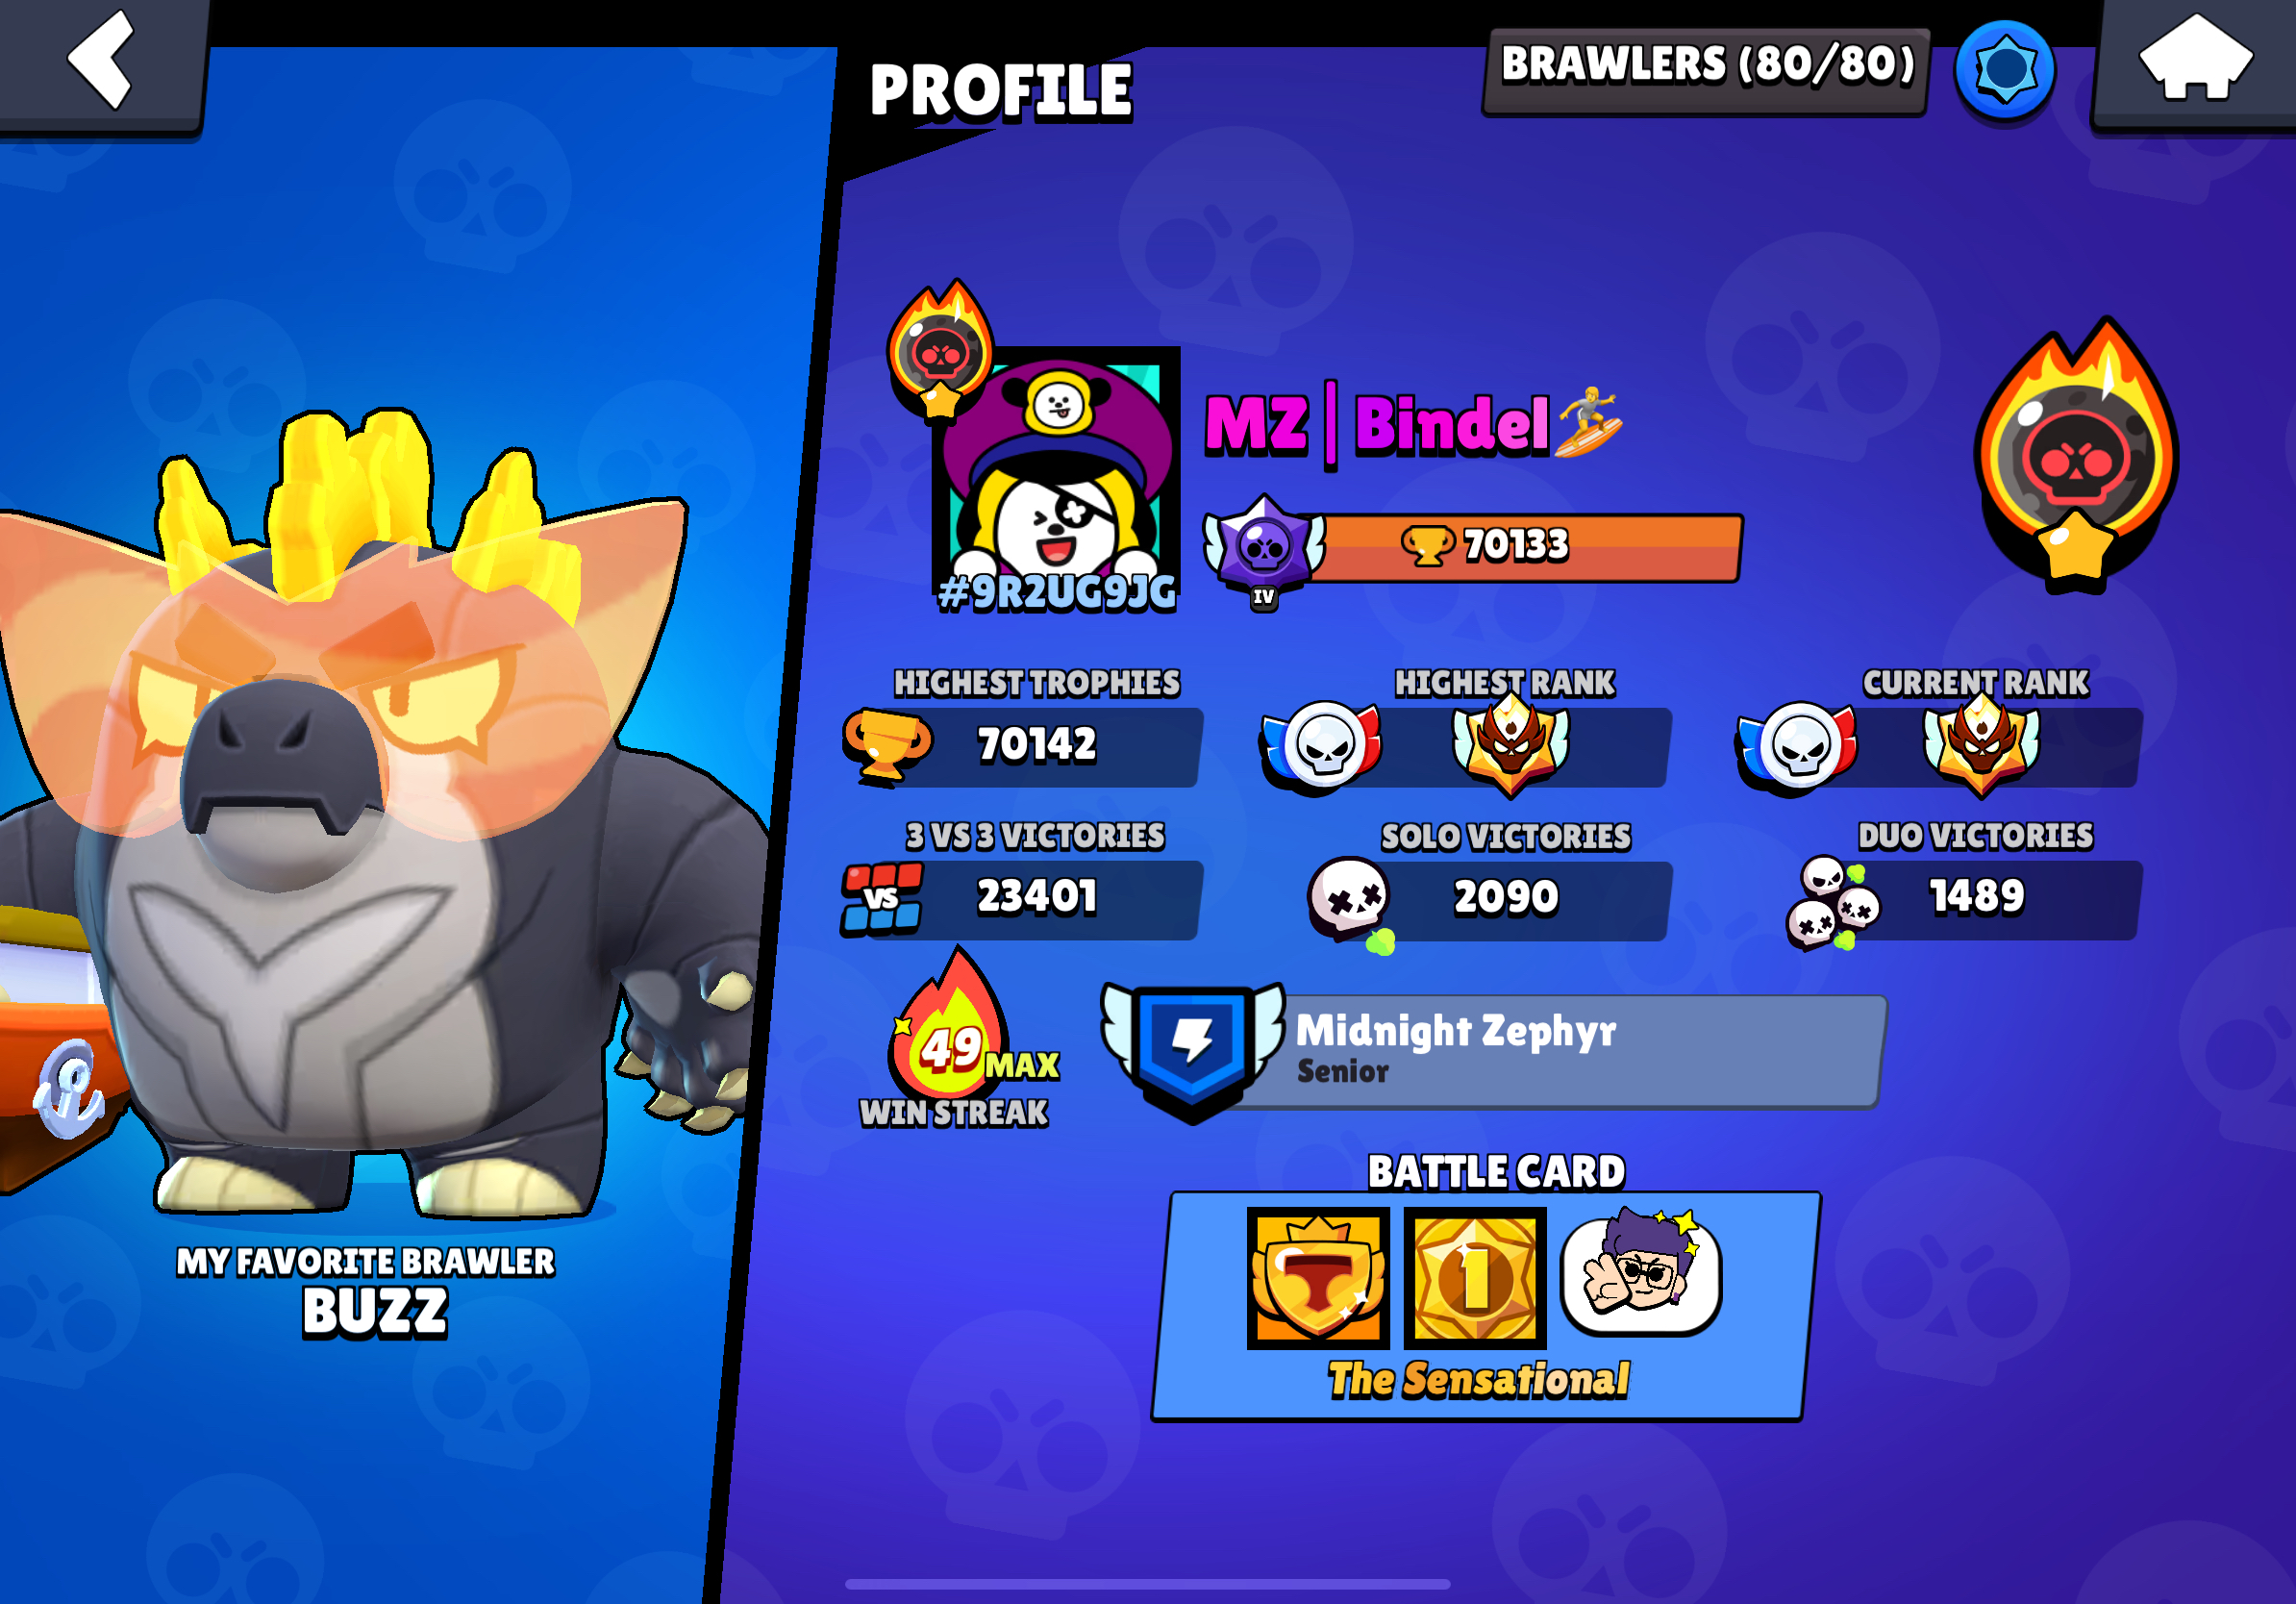 PROFILE
BRAWLERS (80/80)
MZ | Bindel🏄
#9R2UG9JG
70133
IV
HIGHEST TROPHIES
70142
HIGHEST RANK
CURRENT RANK
3 VS 3 VICTORIES
VS
23401
SOLO VICTORIES
2090
DUO VICTORIES
1489
49 MAX
WIN STREAK
Midnight Zephyr
Senior
BATTLE CARD
1
The Sensational
MY FAVORITE BRAWLER
BUZZ